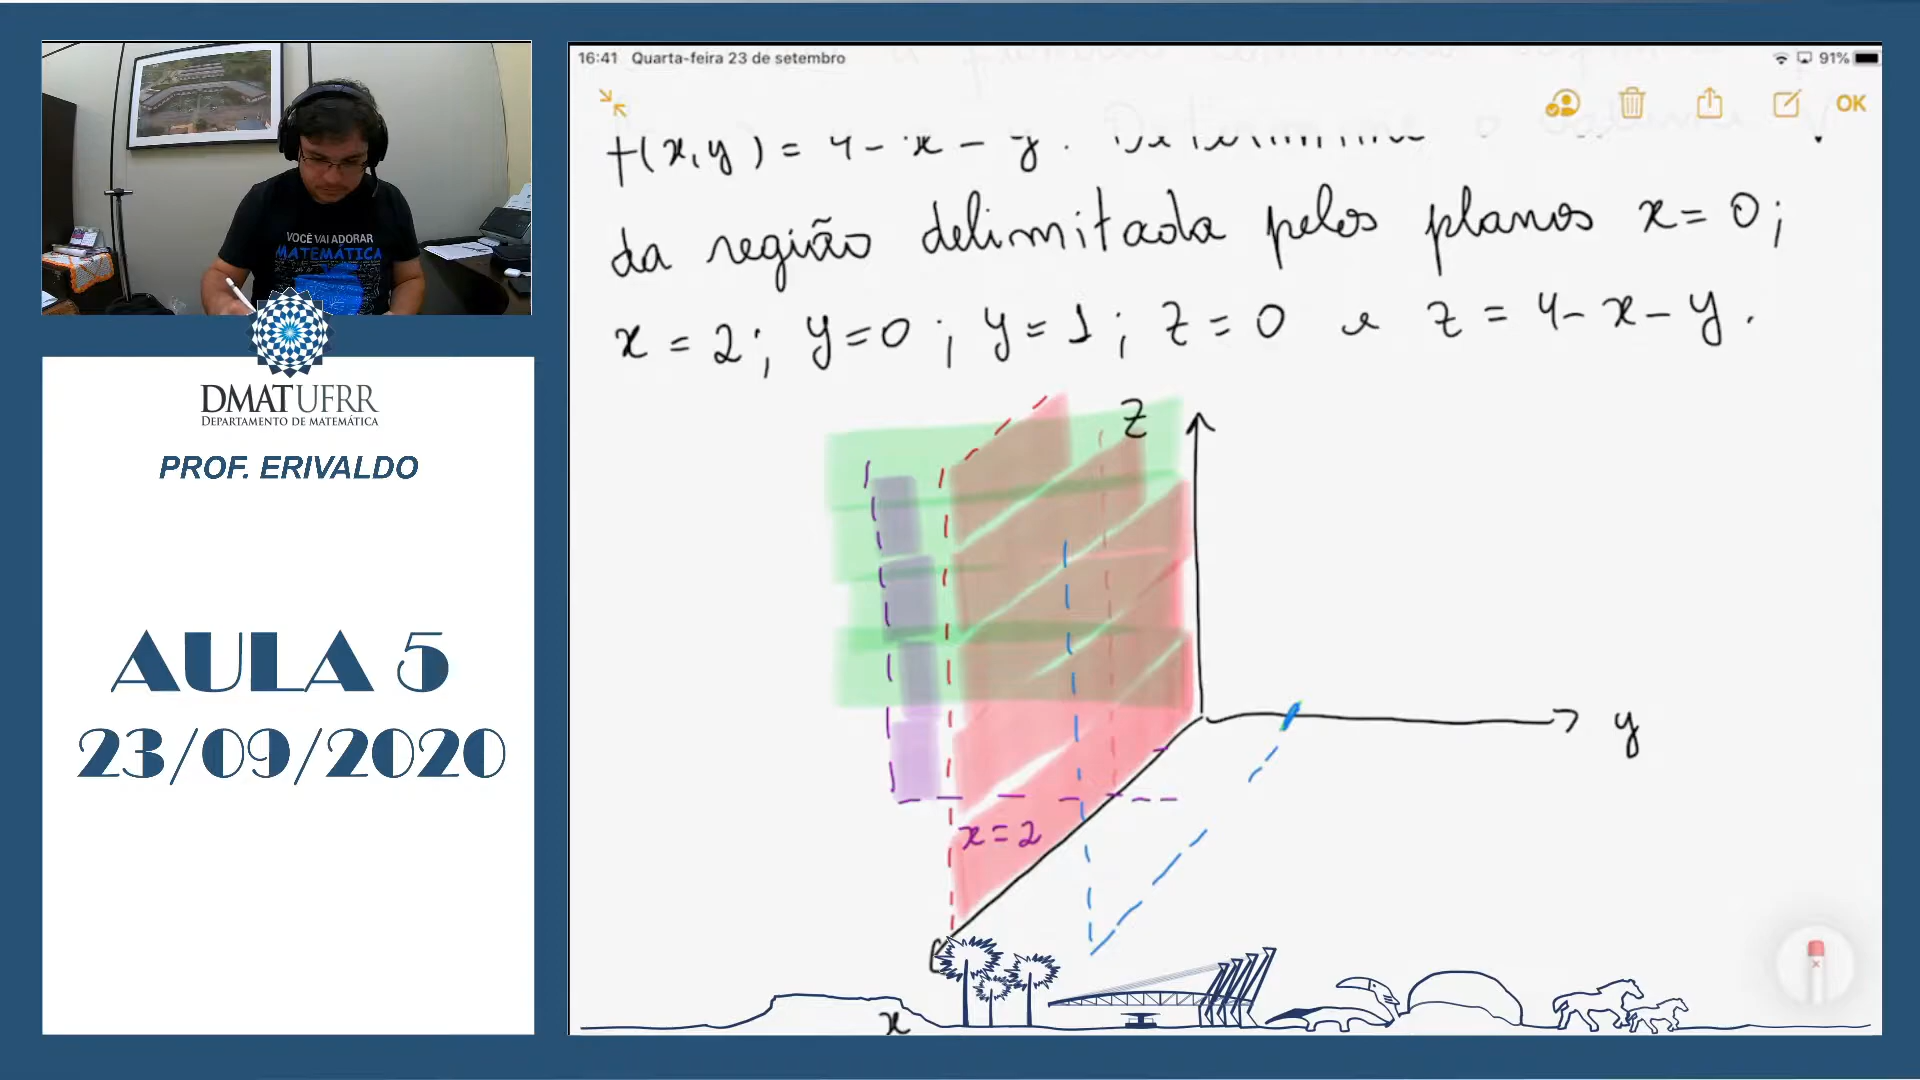 16:41 Quarta-feira 23 de setembro
91%
OK
f(x,y) = 4 - x - y.
da região delimitada pelos planos x = 0;
x = 2; y = 0; y = 1; z = 0 e z = 4 - x - y.
z
y
x = 2
x
VOCÊ VAI ADORAR
MATEMÁTICA
DMATUFRR
DEPARTAMENTO DE MATEMÁTICA
PROF. ERIVALDO
AULA 5
23/09/2020